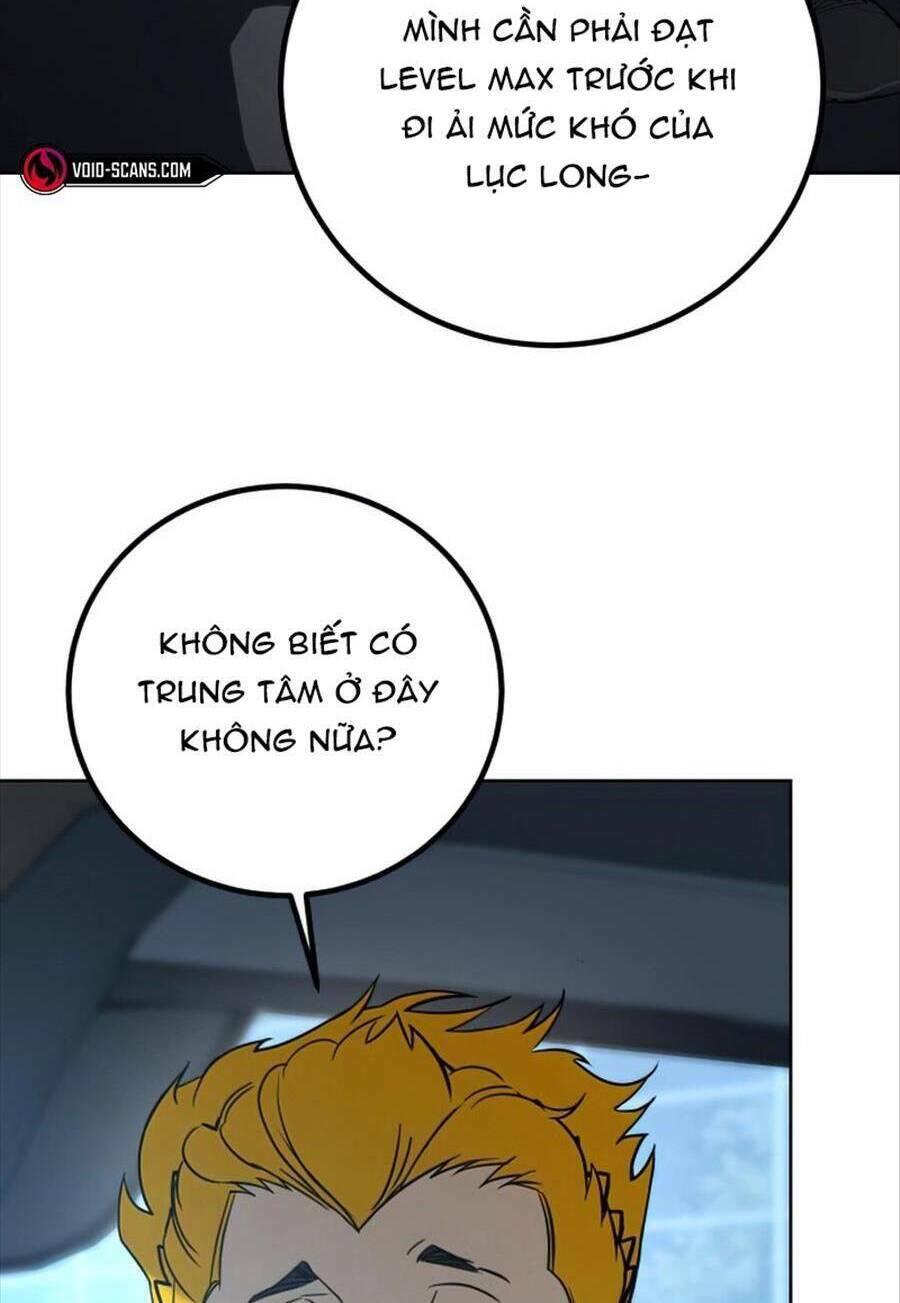 MÌNH CẦN PHẢI ĐẠT
LEVEL MAX TRƯỚC KHI
ĐI ẢI MỨC KHÓ CỦA
LỤC LONG-
VOID-SCANS.COM
KHÔNG BIẾT CÓ
TRUNG TÂM Ở ĐÂY
KHÔNG NỮA?